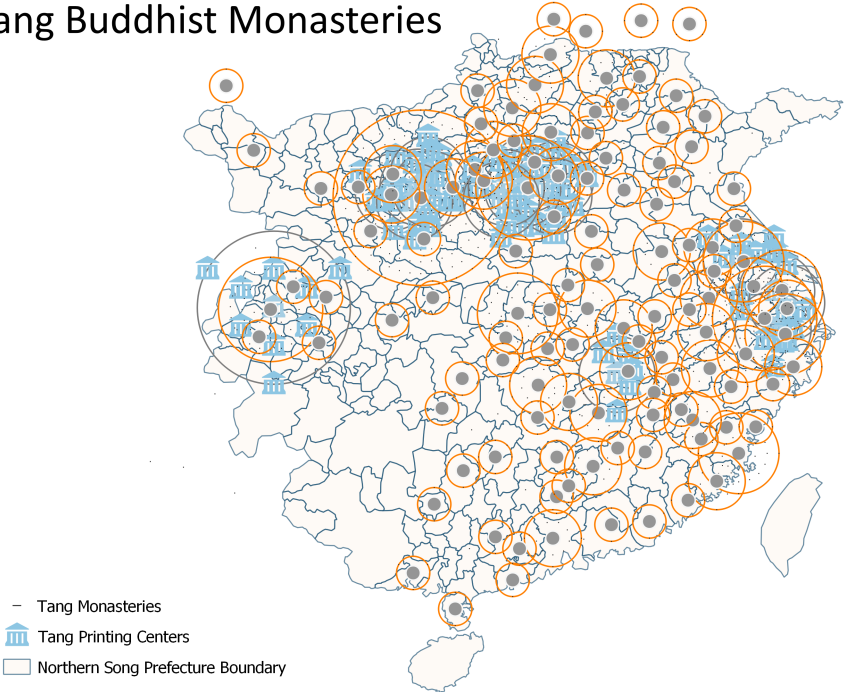 ang Buddhist Monasteries
Tang Monasteries
Tang Printing Centers
Northern Song Prefecture Boundary